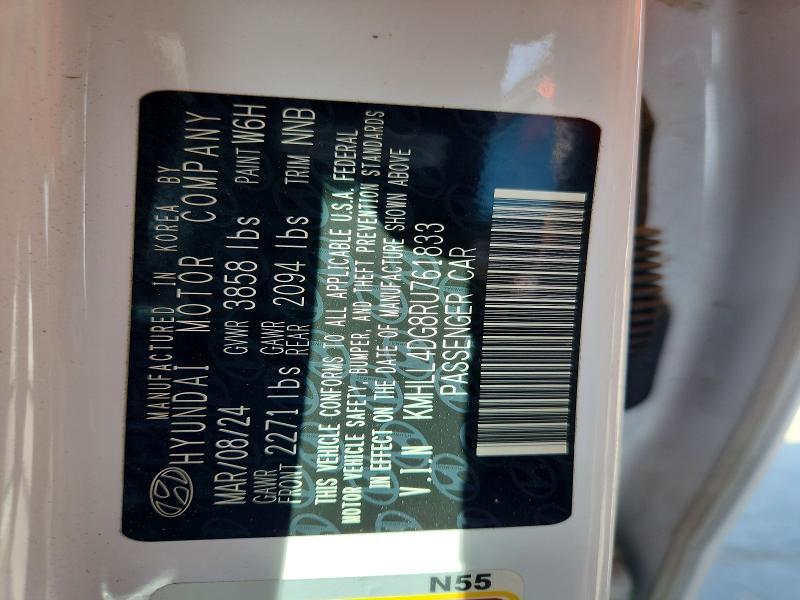 MANUFACTURED IN KOREA BY
HYUNDAI MOTOR COMPANY
MAR/08/24 GVWR 3858 lbs PAINT W6H
GAWR FRONT 2271 lbs GAWR REAR 2094 lbs TRIM NNB
THIS VEHICLE CONFORMS TO ALL APPLICABLE U.S.A. FEDERAL
MOTOR VEHICLE SAFETY BUMPER, AND THEFT PREVENTION STANDARDS
IN EFFECT ON THE DATE OF MANUFACTURE SHOWN ABOVE
V.I.N KMHLL4DG8RU761833
PASSENGER CAR
N55